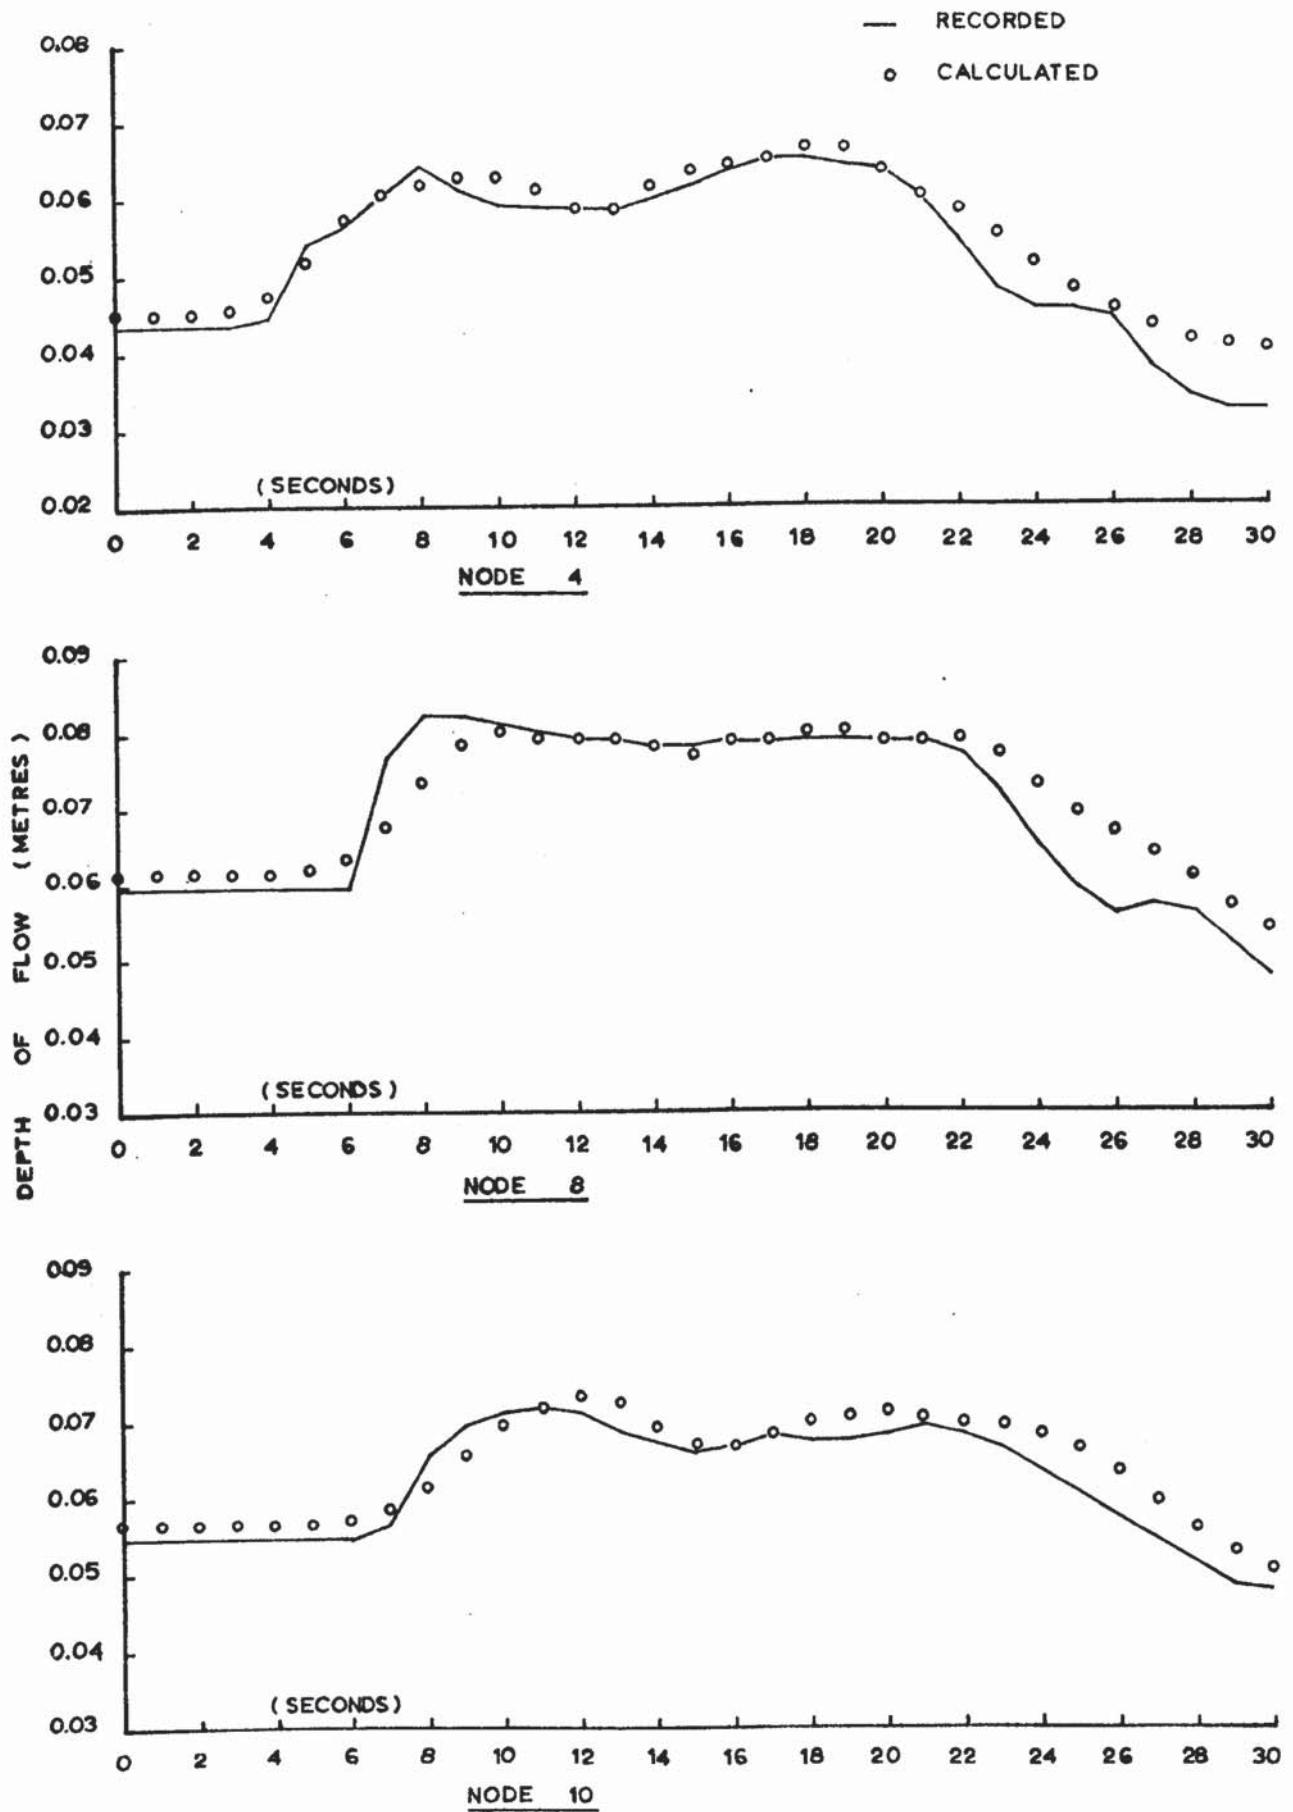 RECORDED
CALCULATED
0.08
0.07
0.06
0.05
0.04
0.03
0.02
(SECONDS)
0 2 4 6 8 10 12 14 16 18 20 22 24 26 28 30
NODE 4
DEPTH OF FLOW (METRES)
0.09
0.08
0.07
0.06
0.05
0.04
0.03
(SECONDS)
0 2 4 6 8 10 12 14 16 18 20 22 24 26 28 30
NODE 8
0.09
0.08
0.07
0.06
0.05
0.04
0.03
(SECONDS)
0 2 4 6 8 10 12 14 16 18 20 22 24 26 28 30
NODE 10